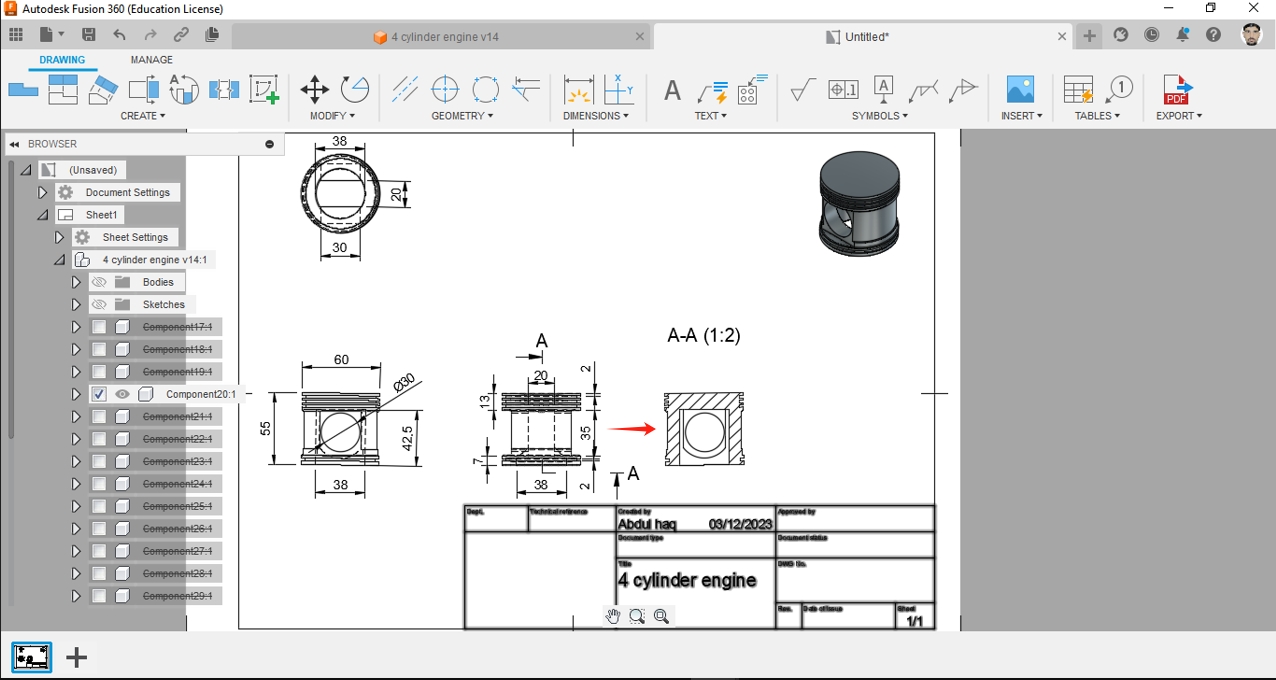 Autodesk Fusion 360 (Education License)
4 cylinder engine v14
Untitled*
DRAWING
MANAGE
CREATE
MODIFY
GEOMETRY
DIMENSIONS
TEXT
SYMBOLS
INSERT
TABLES
EXPORT
PDF
BROWSER
(Unsaved)
Document Settings
Sheet1
Sheet Settings
4 cylinder engine v14:1
Bodies
Sketches
Component17:1
Component18:1
Component19:1
Component20:1
Component21:1
Component22:1
Component23:1
Component24:1
Component25:1
Component26:1
Component27:1
Component28:1
Component29:1
38
20
30
A
A-A (1:2)
60
Ø30
55
42,5
38
20
2
13
35
7
38
2
A
Dept.
Technical reference
Created by
Abdul haq 03/12/2023
Approved by
Document type
Document status
Title
4 cylinder engine
DWG No.
Rev.
Date of issue
Sheet
1/1